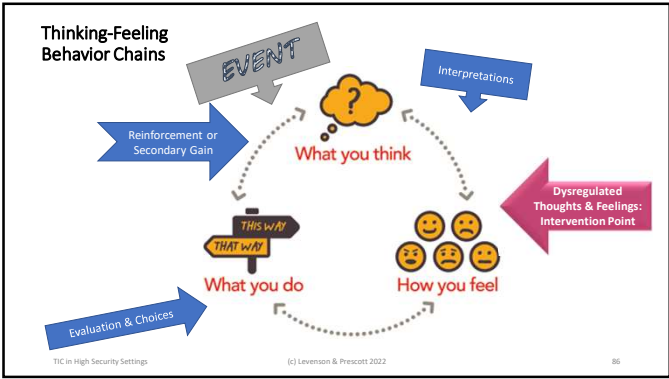 Thinking-Feeling
Behavior Chains
EVENT
Interpretations
?
Reinforcement or
Secondary Gain
What you think
Dysregulated
Thoughts & Feelings:
Intervention Point
THIS WAY
THAT WAY
What you do
How you feel
Evaluation & Choices
TIC in High Security Settings
(c) Levenson & Prescott 2022
86